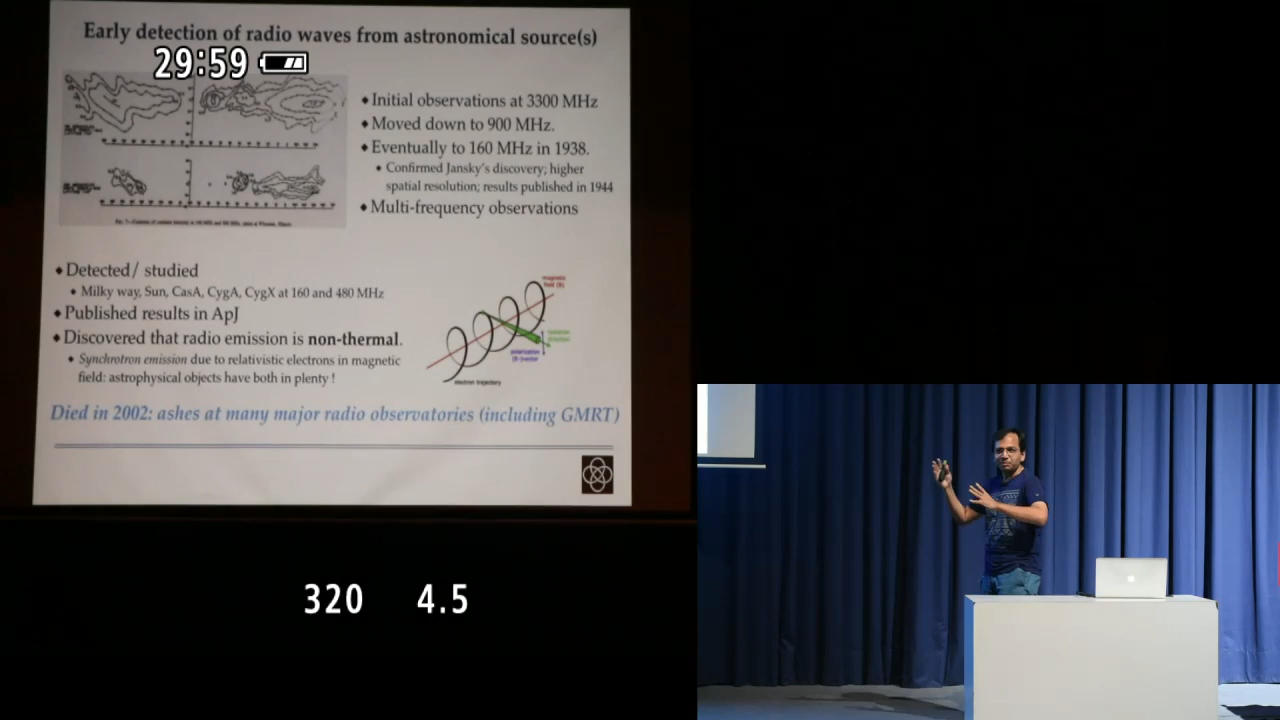 Early detection of radio waves from astronomical source(s)
29:59
Initial observations at 3300 MHz
Moved down to 900 MHz.
Eventually to 160 MHz in 1938.
Confirmed Jansky's discovery; higher
spatial resolution; results published in 1944
Multi-frequency observations
Detected/ studied
Milky way, Sun, CasA, CygA, CygX at 160 and 480 MHz
Published results in ApJ
Discovered that radio emission is non-thermal.
Synchrotron emission due to relativistic electrons in magnetic
field: astrophysical objects have both in plenty !
magnetic
field (B)
electron trajectory
Died in 2002: ashes at many major radio observatories (including GMRT)
320 4.5